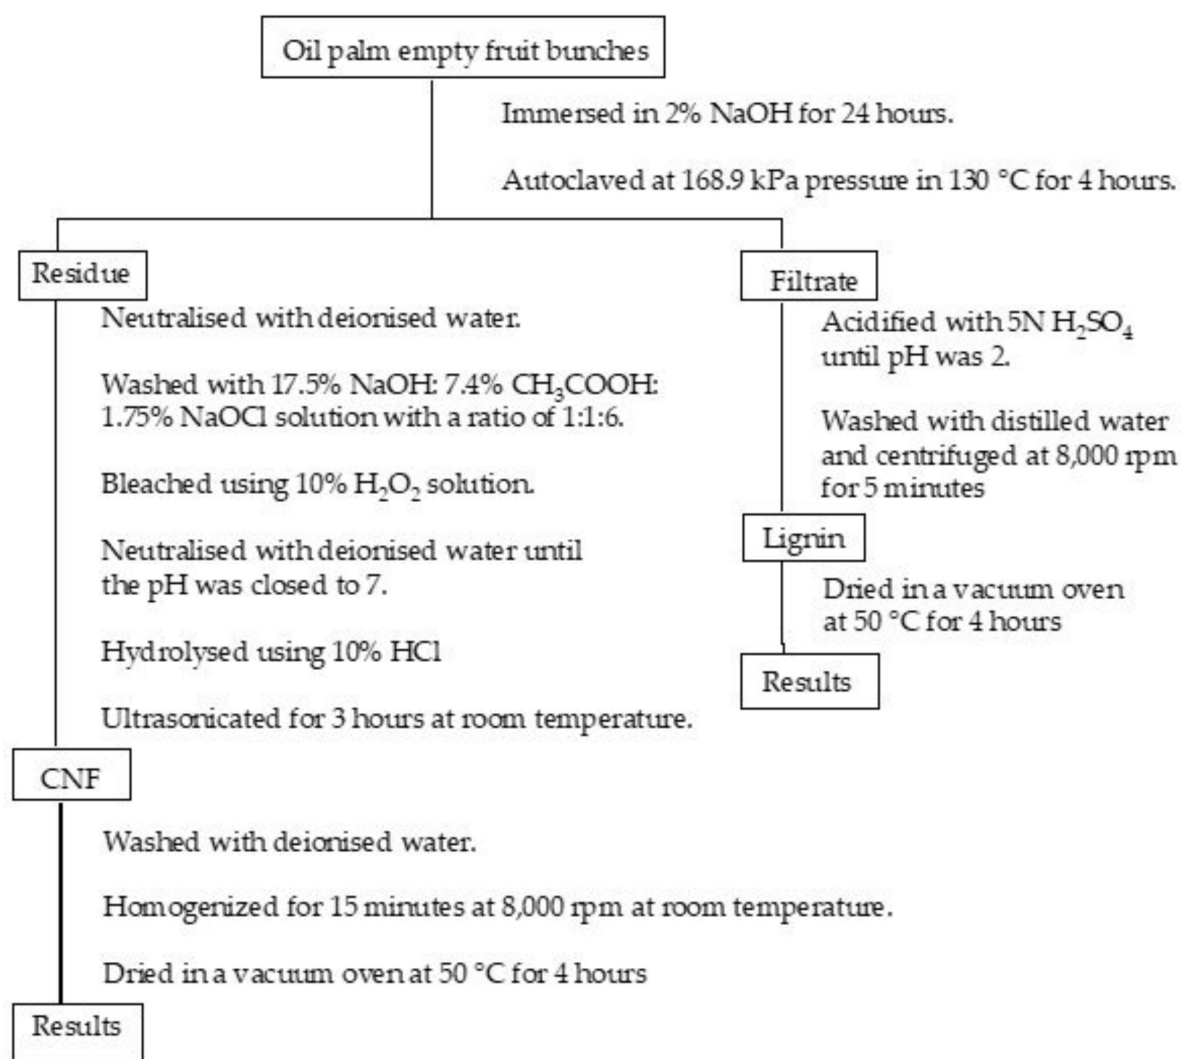 Oil palm empty fruit bunches
Immersed in 2% NaOH for 24 hours.
Autoclaved at 168.9 kPa pressure in 130 °C for 4 hours.
Residue
Neutralised with deionised water.
Washed with 17.5% NaOH: 7.4% CH₃COOH:
1.75% NaOCl solution with a ratio of 1:1:6.
Bleached using 10% H₂O₂ solution.
Neutralised with deionised water until
the pH was closed to 7.
Hydrolysed using 10% HCl
Ultrasonicated for 3 hours at room temperature.
CNF
Washed with deionised water.
Homogenized for 15 minutes at 8,000 rpm at room temperature.
Dried in a vacuum oven at 50 °C for 4 hours
Results
Filtrate
Acidified with 5N H₂SO₄
until pH was 2.
Washed with distilled water
and centrifuged at 8,000 rpm
for 5 minutes
Lignin
Dried in a vacuum oven
at 50 °C for 4 hours
Results